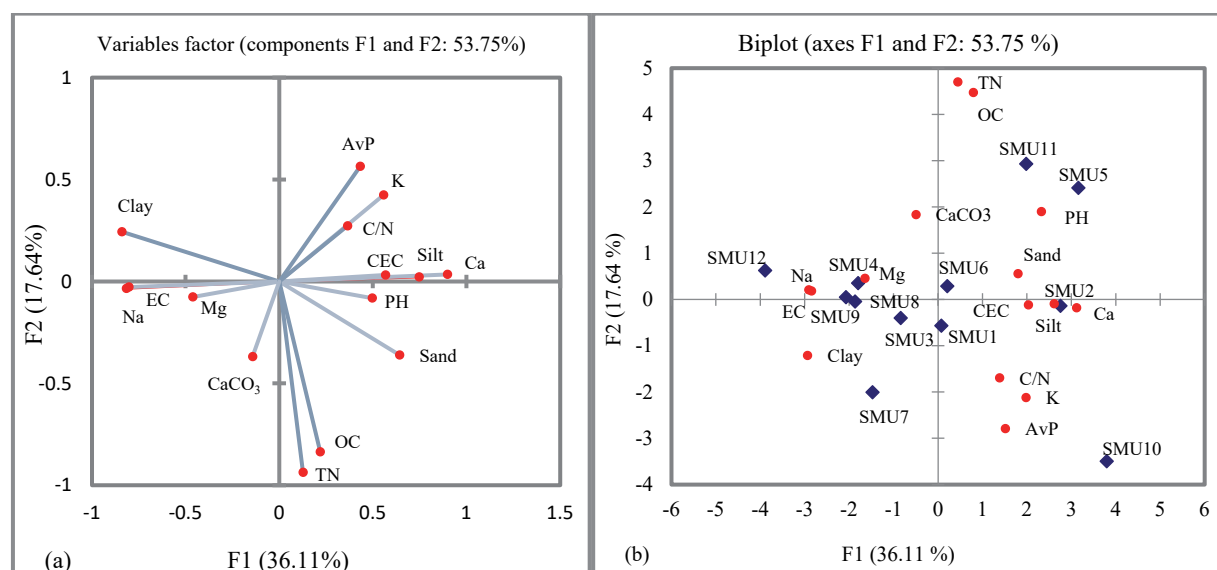 Variables factor (components F1 and F2: 53.75%)
1
0.5
0
-0.5
-1
F2 (17.64%)
AvP
K
C/N
Clay
CEC
Silt
Ca
EC
Na
Mg
PH
Sand
CaCO3
OC
TN
-1 -0.5 0 0.5 1 1.5
(a) F1 (36.11%)
Biplot (axes F1 and F2: 53.75 %)
5
4
3
2
1
0
-1
-2
-3
-4
F2 (17.64 %)
TN
OC
SMU11
SMU5
CaCO3
PH
Sand
SMU12
SMU4
Mg
SMU6
Na
SMU2
EC
SMU8
CEC
Ca
SMU9
SMU3
SMU1
Silt
Clay
C/N
K
SMU7
AvP
SMU10
-6 -5 -4 -3 -2 -1 0 1 2 3 4 5 6
(b) F1 (36.11 %)